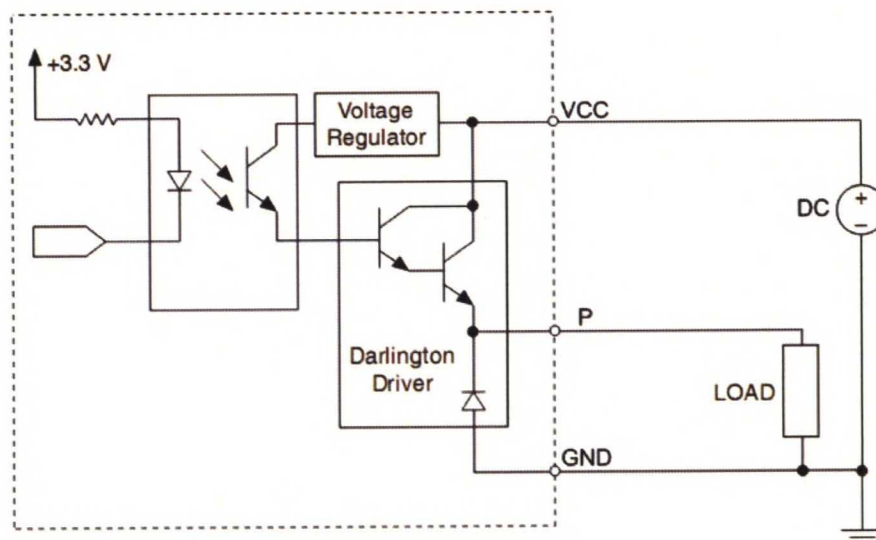 +3.3 V
Voltage
Regulator
VCC
DC
+
−
P
Darlington
Driver
LOAD
GND